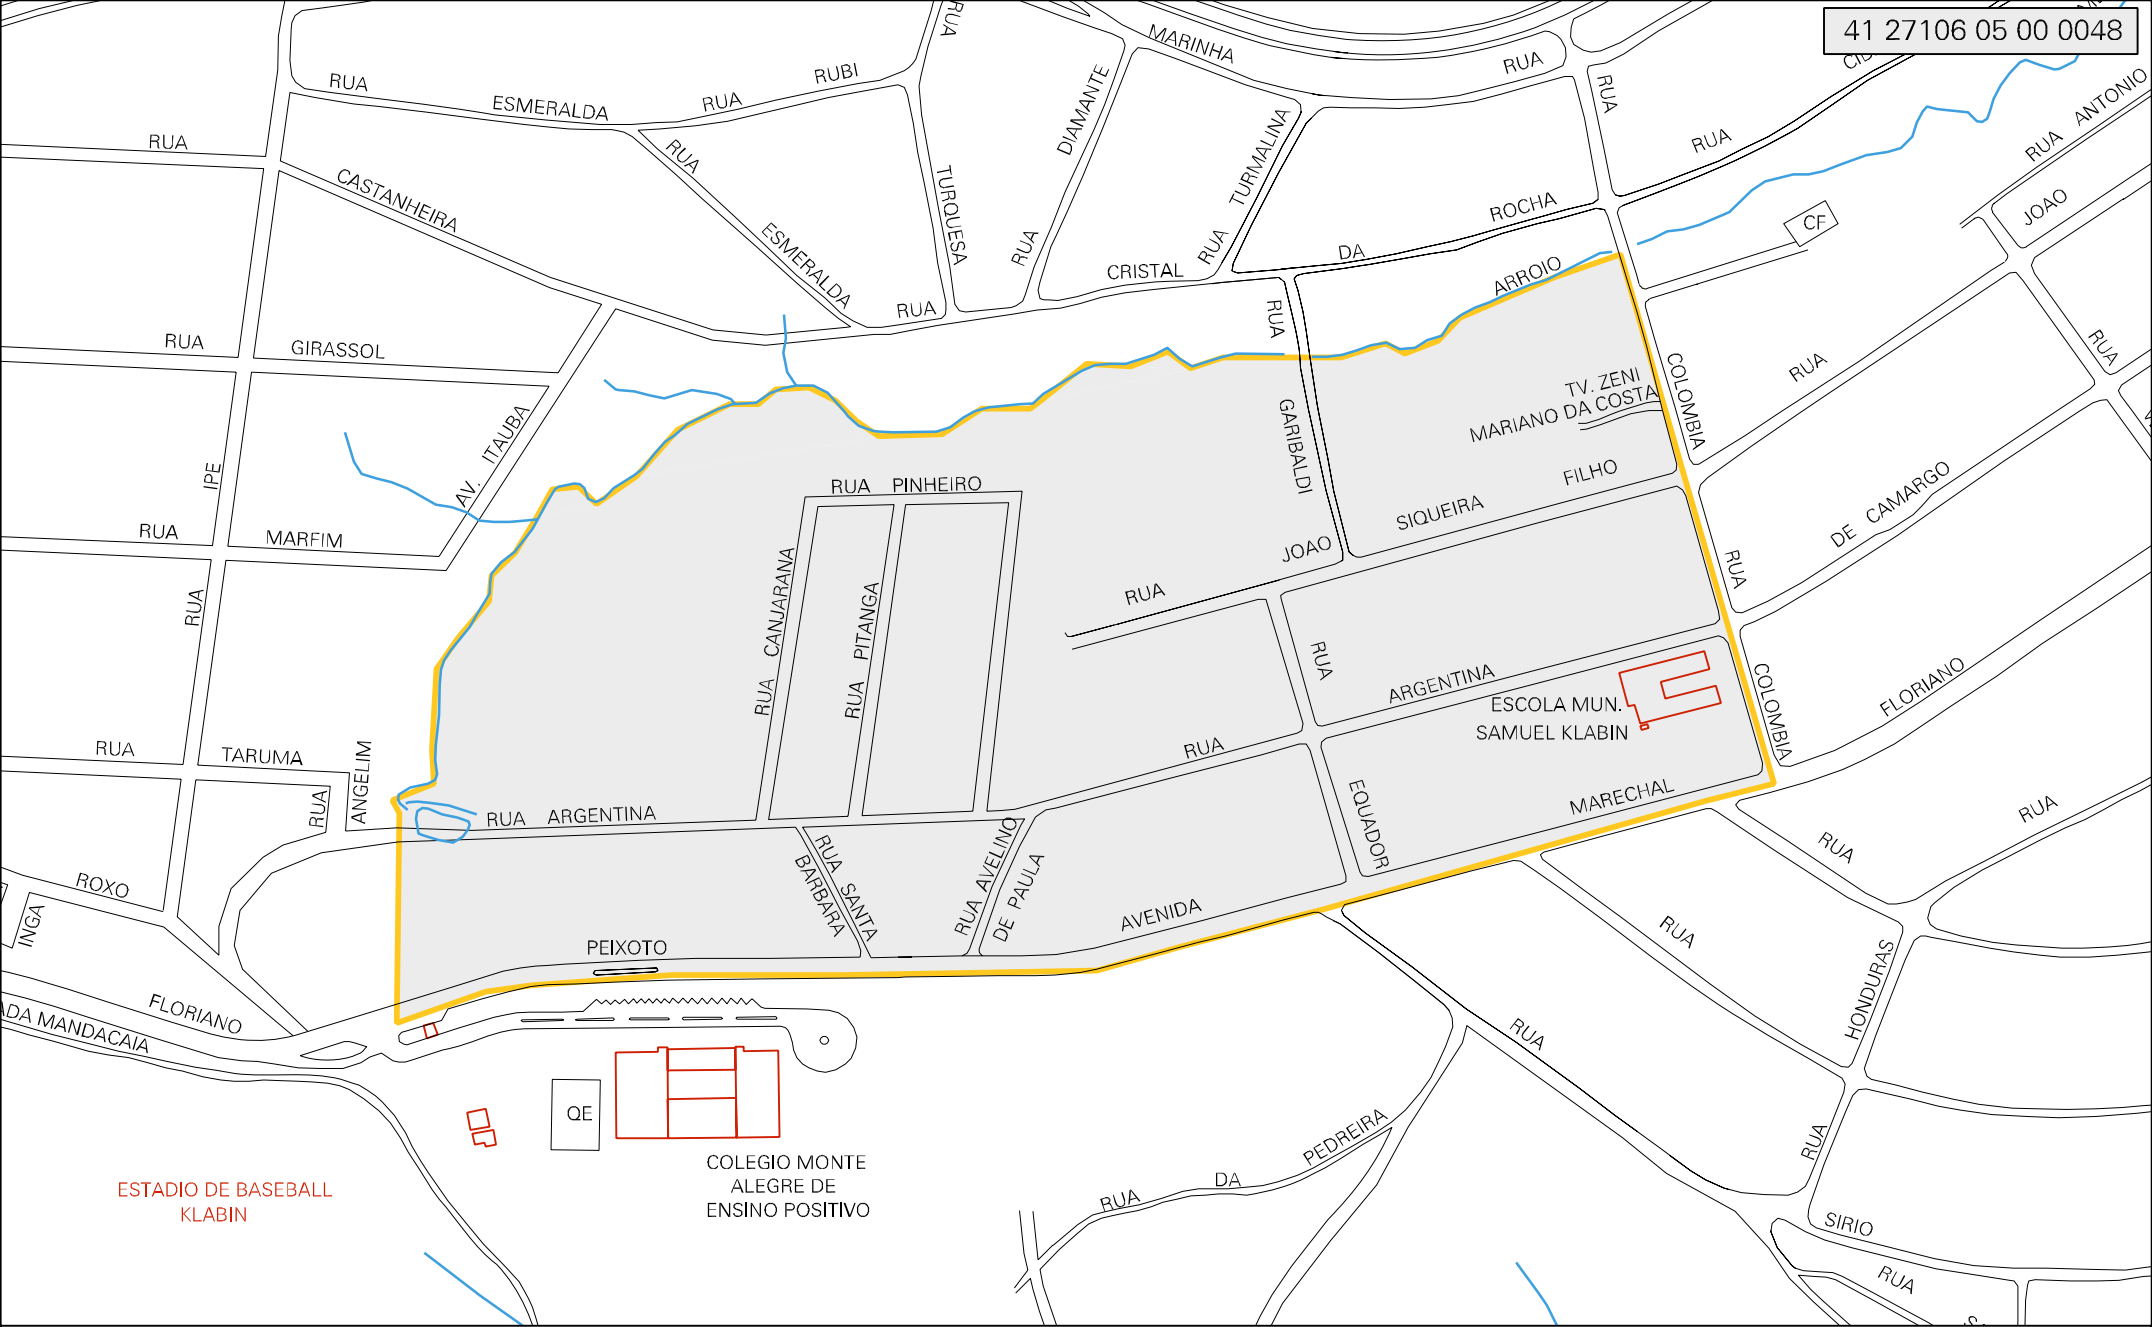 41 27106 05 00 0048
RUA
MARINHA
RUA
RUA
RUBI
RUA
ESMERALDA
RUA
DIAMANTE
RUA
RUA
RUA ANTONIO
RUA
CASTANHEIRA
RUA
TURQUESA
RUA TURMALINA
ROCHA
JOAO
CF
ESMERALDA
RUA
RUA
CRISTAL
DA
ARROIO
RUA
RUA
GIRASSOL
RUA
COLOMBIA
RUA
TV. ZENI
MARIANO DA COSTA
AV. ITAUBA
IPE
GARIBALDI
RUA PINHEIRO
FILHO
SIQUEIRA
DE CAMARGO
RUA
MARFIM
JOAO
RUA
RUA
RUA
RUA CANJARANA
RUA PITANGA
RUA
ARGENTINA
COLOMBIA
FLORIANO
ESCOLA MUN.
SAMUEL KLABIN
RUA
TARUMA
ANGELIM
RUA
RUA
RUA ARGENTINA
EQUADOR
MARECHAL
RUA
RUA
ROXO
INGA
RUA SANTA
BARBARA
RUA AVELINO
DE PAULA
AVENIDA
RUA
PEIXOTO
HONDURAS
FLORIANO
MANDACAIA
RUA
QE
PEDREIRA
DA
RUA
RUA
COLEGIO MONTE
ALEGRE DE
ENSINO POSITIVO
ESTADIO DE BASEBALL
KLABIN
SIRIO
RUA